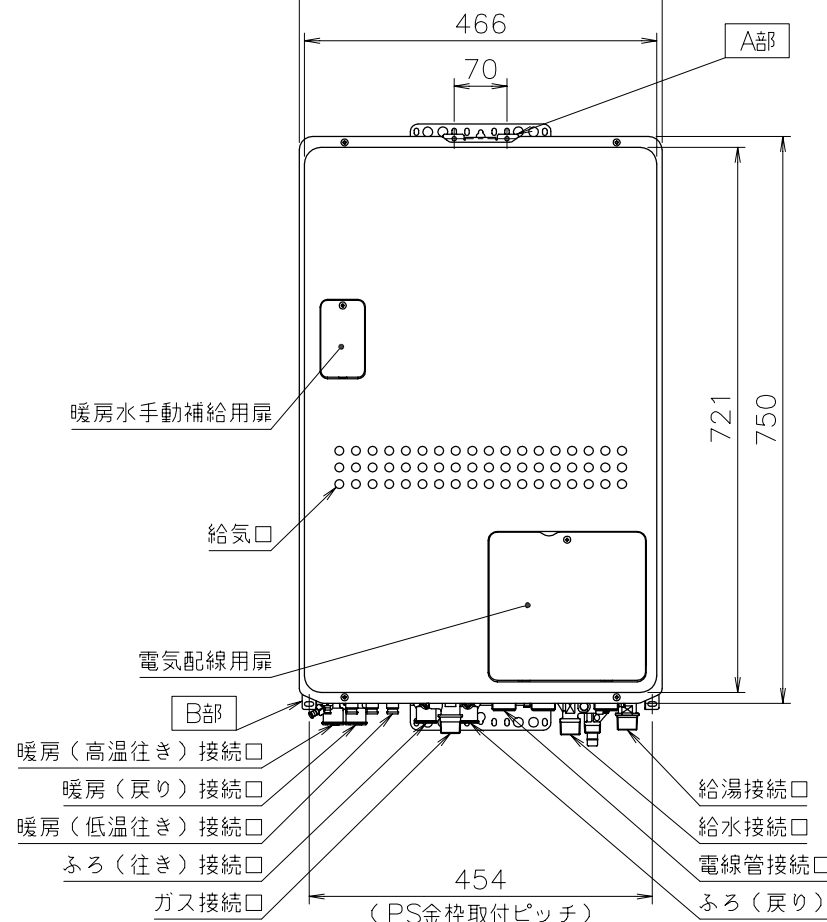 466
70
A部
721
750
暖房水手動補給用扉
給気口
電気配線用扉
B部
暖房(高温往き)接続口
暖房(戻り)接続口
暖房(低温往き)接続口
ふろ(往き)接続口
ガス接続口
給湯接続口
給水接続口
電線管接続口
ふろ(戻り)
454
(PS金枠取付ピッチ)